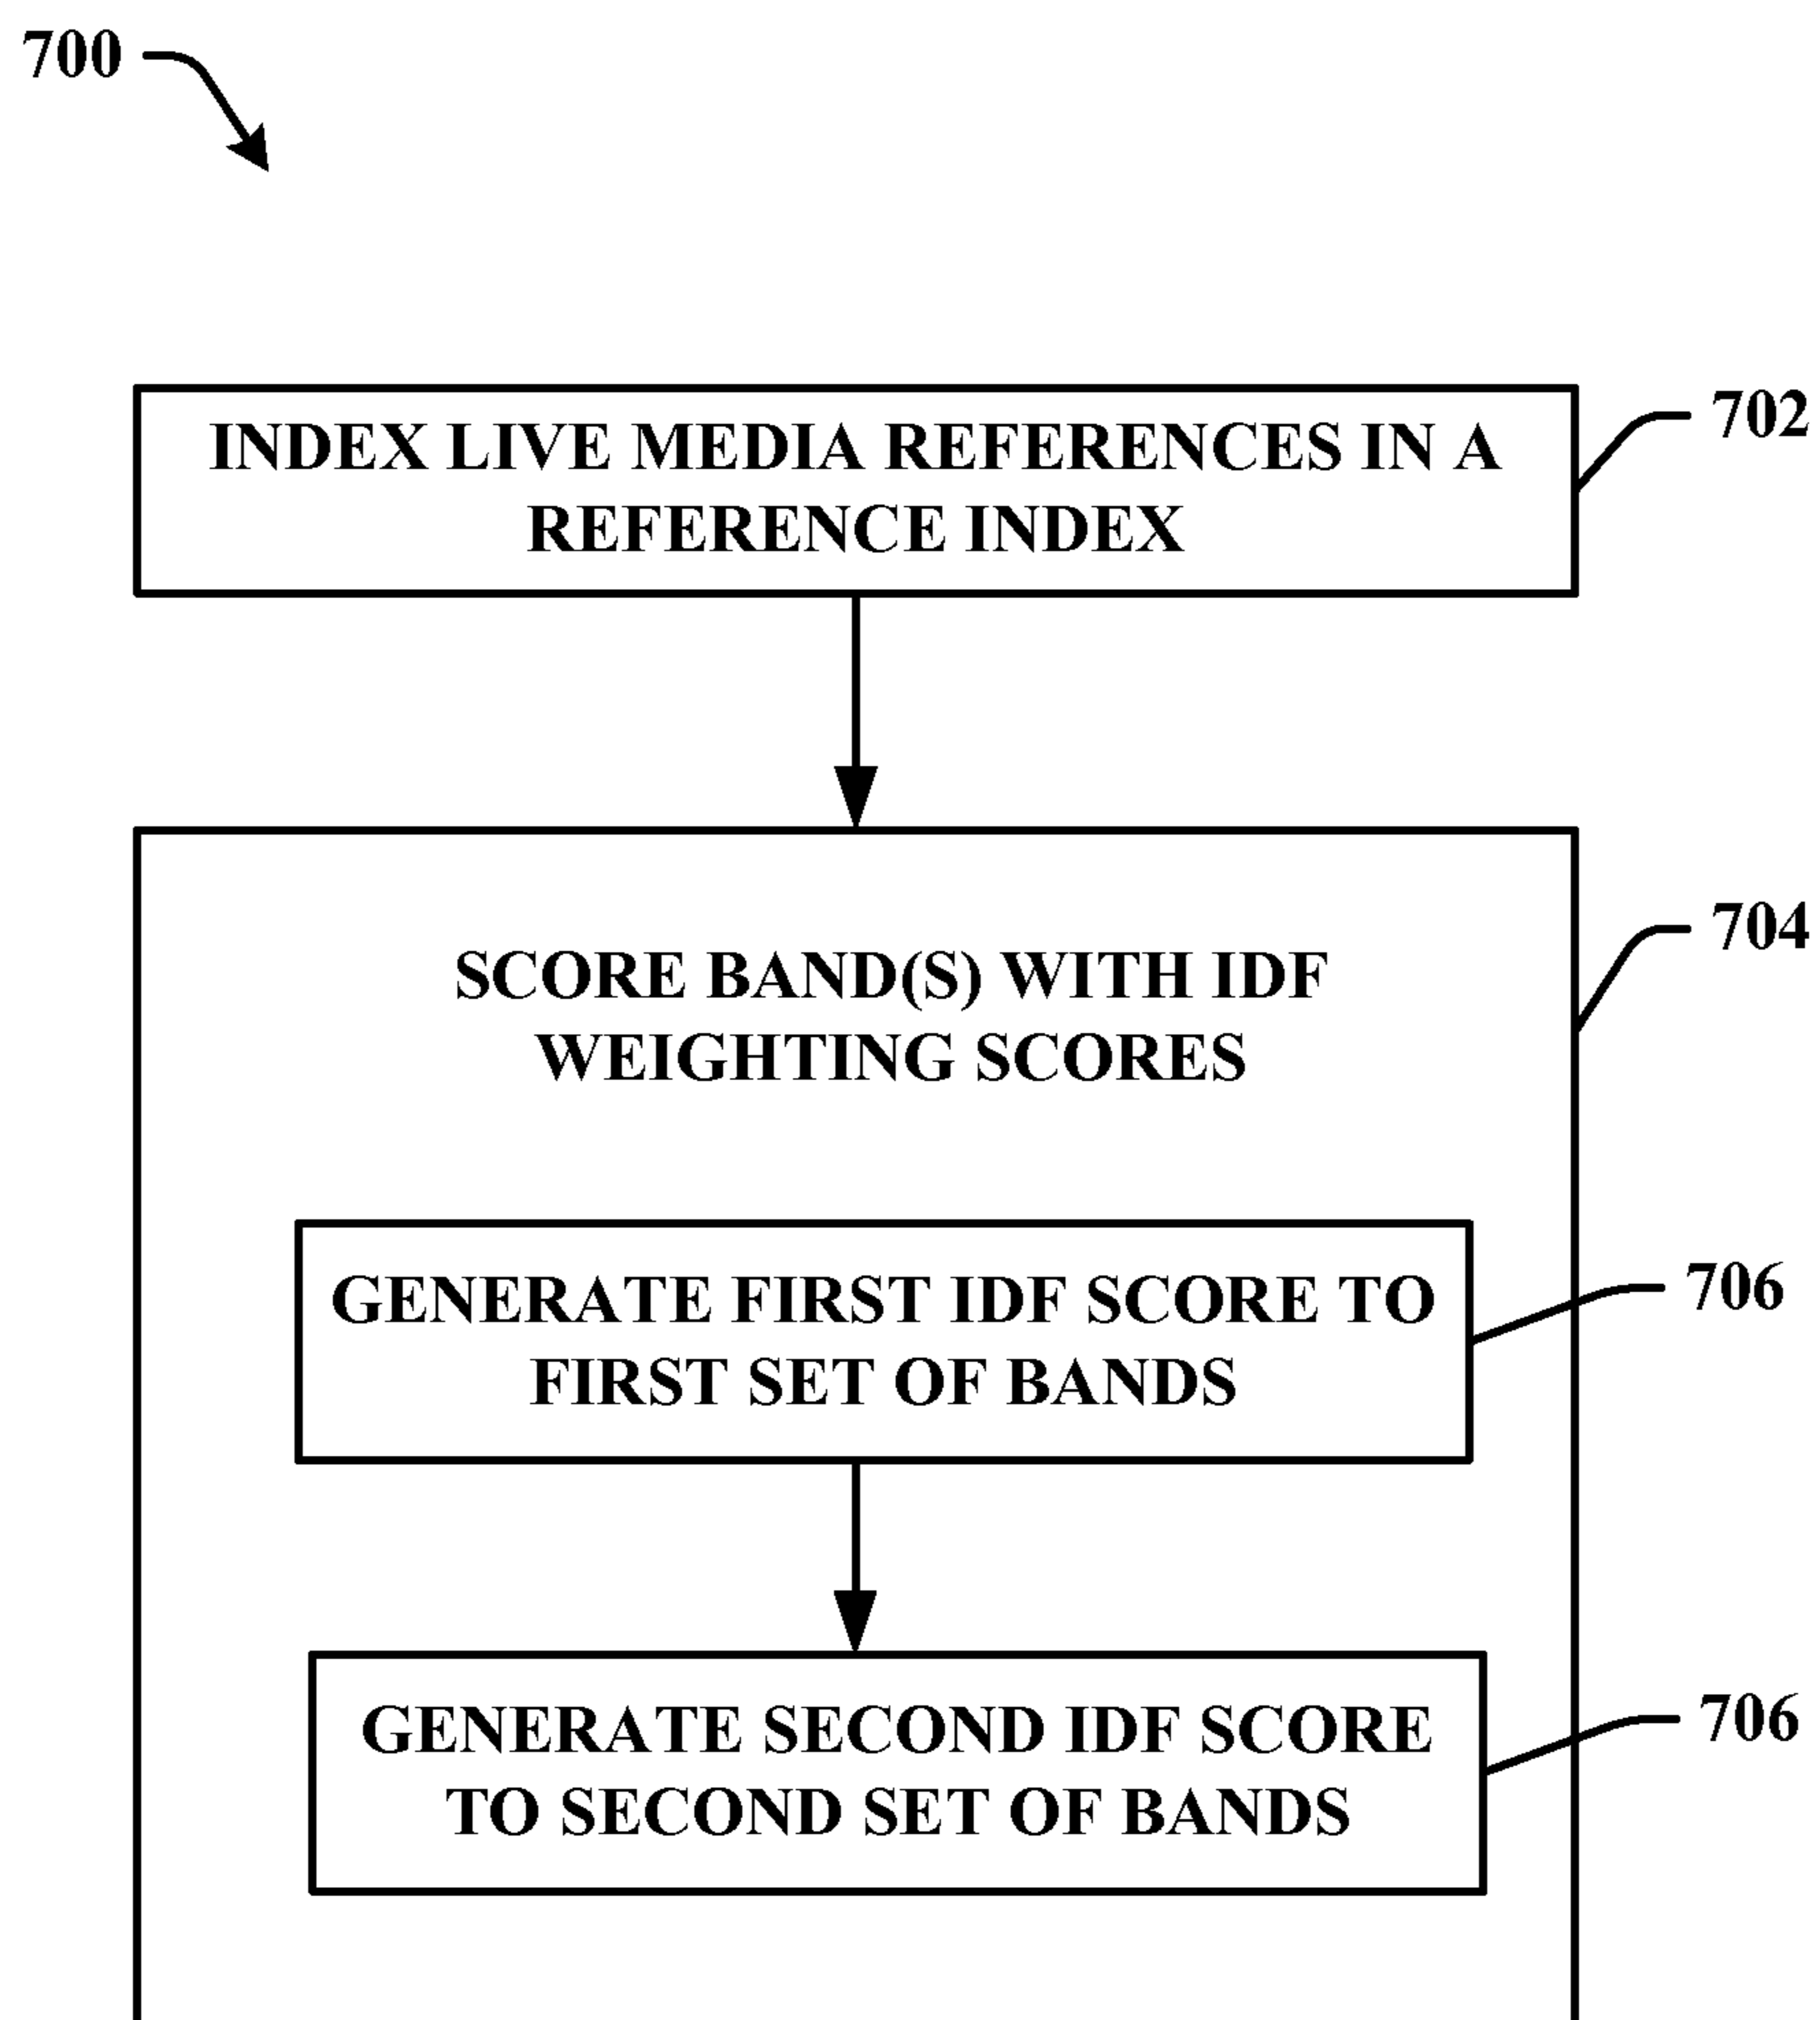 700
INDEX LIVE MEDIA REFERENCES IN A
REFERENCE INDEX
702
SCORE BAND(S) WITH IDF
WEIGHTING SCORES
704
GENERATE FIRST IDF SCORE TO
FIRST SET OF BANDS
706
GENERATE SECOND IDF SCORE
TO SECOND SET OF BANDS
706